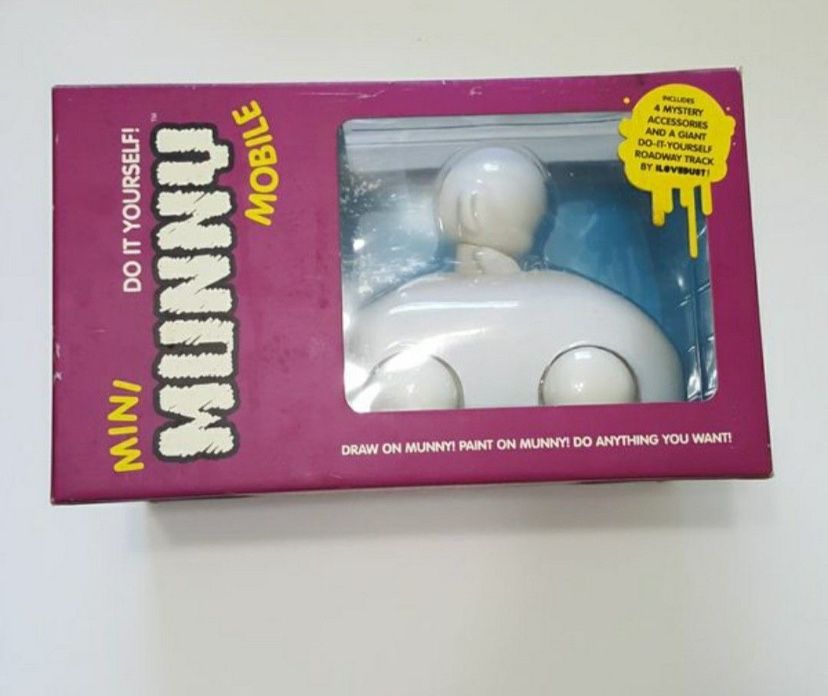 DO IT YOURSELF!
MINI
MUNNY™
MOBILE
INCLUDES
4 MYSTERY
ACCESSORIES
AND A GIANT
DO-IT-YOURSELF
ROADWAY TRACK
BY ILOVEDUST!
DRAW ON MUNNY! PAINT ON MUNNY! DO ANYTHING YOU WANT!